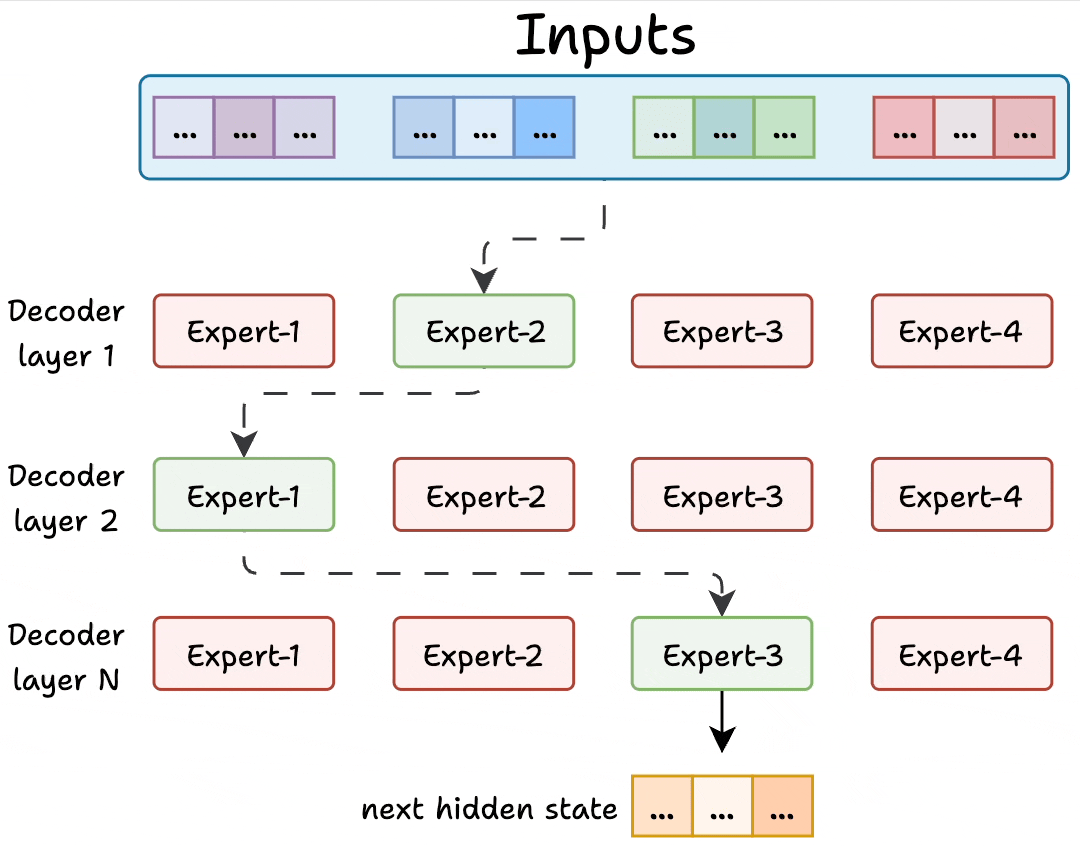 Inputs
... ... ... ... ... ... ... ... ... ... ... ...
Decoder
layer 1
Expert-1 Expert-2 Expert-3 Expert-4
Decoder
layer 2
Expert-1 Expert-2 Expert-3 Expert-4
Decoder
layer N
Expert-1 Expert-2 Expert-3 Expert-4
next hidden state ... ... ...